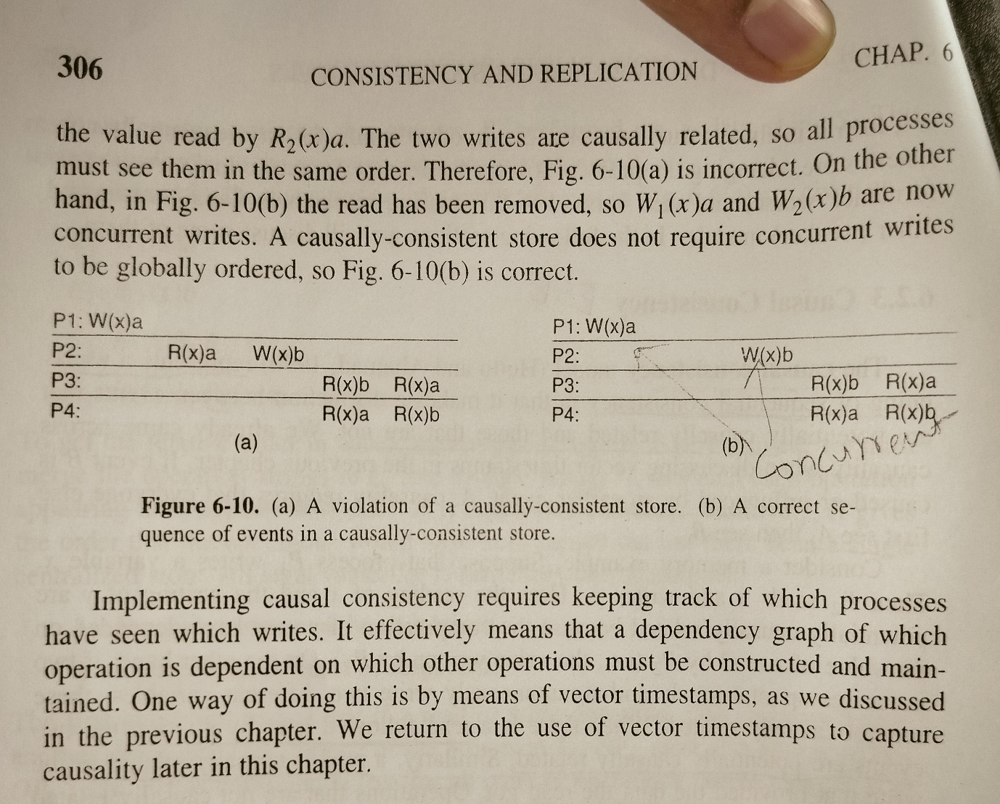 306
CONSISTENCY AND REPLICATION
CHAP. 6
the value read by R₂(x)a. The two writes are causally related, so all processes
must see them in the same order. Therefore, Fig. 6-10(a) is incorrect. On the other
hand, in Fig. 6-10(b) the read has been removed, so W₁(x)a and W₂(x)b are now
concurrent writes. A causally-consistent store does not require concurrent writes
to be globally ordered, so Fig. 6-10(b) is correct.
P1: W(x)a
P2: R(x)a W(x)b
P3: R(x)b R(x)a
P4: R(x)a R(x)b
(a)
P1: W(x)a
P2: W(x)b
P3: R(x)b R(x)a
P4: R(x)a R(x)b
(b)
Concurrent
Figure 6-10. (a) A violation of a causally-consistent store. (b) A correct se-
quence of events in a causally-consistent store.
Implementing causal consistency requires keeping track of which processes
have seen which writes. It effectively means that a dependency graph of which
operation is dependent on which other operations must be constructed and main-
tained. One way of doing this is by means of vector timestamps, as we discussed
in the previous chapter. We return to the use of vector timestamps to capture
causality later in this chapter.